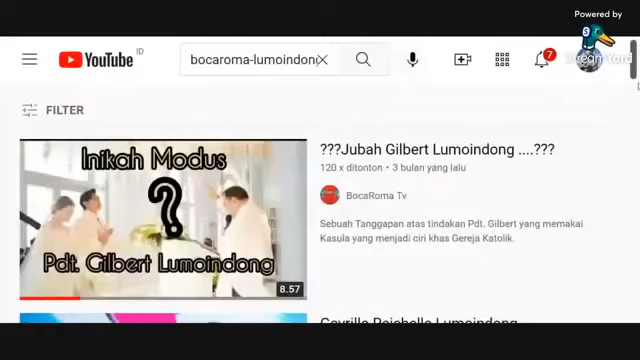 Powered by
StreamYard
YouTube ID
bocaroma-lumoindong
7
FILTER
Inikah Modus
?
Pdt. Gilbert Lumoindong
8.57
???Jubah Gilbert Lumoindong ....???
120 x ditonton • 3 bulan yang lalu
BocaRoma Tv
Sebuah Tanggapan atas tindakan Pdt. Gilbert yang memakai
Kasula yang menjadi ciri khas Gereja Katolik.